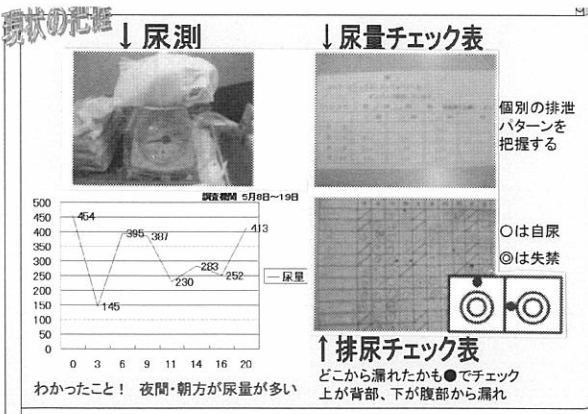 現状の把握
↓尿測
↓尿量チェック表
個別の排泄
パターンを
把握する
調査機関 5月8日～19日
500
450
400
350
300
250
200
150
100
50
0
454
145
395
387
230
283
252
413
尿量
0 3 6 9 11 14 16 20
わかったこと! 夜間・朝方が尿量が多い
○は自尿
◎は失禁
↑排尿チェック表
どこから漏れたかも●でチェック
上が背部、下が腹部から漏れ